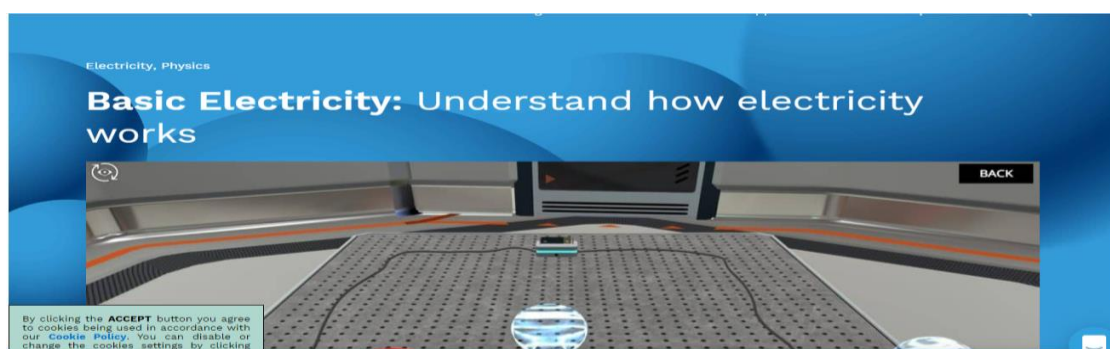 Electricity, Physics
Basic Electricity: Understand how electricity
works
BACK
By clicking the ACCEPT button you agree
to cookies being used in accordance with
our Cookie Policy. You can disable or
change the cookies settings by clicking